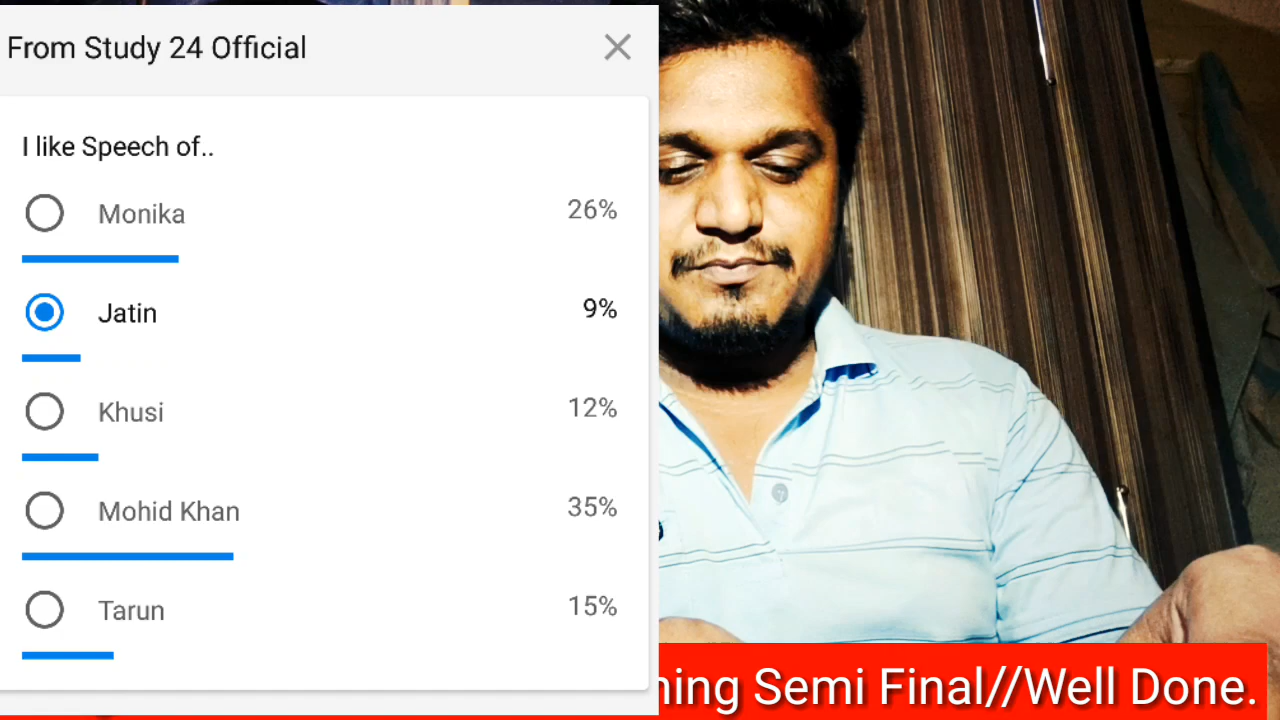 From Study 24 Official
I like Speech of..
Monika 26%
Jatin 9%
Khusi 12%
Mohid Khan 35%
Tarun 15%
Semi Final//Well Done.